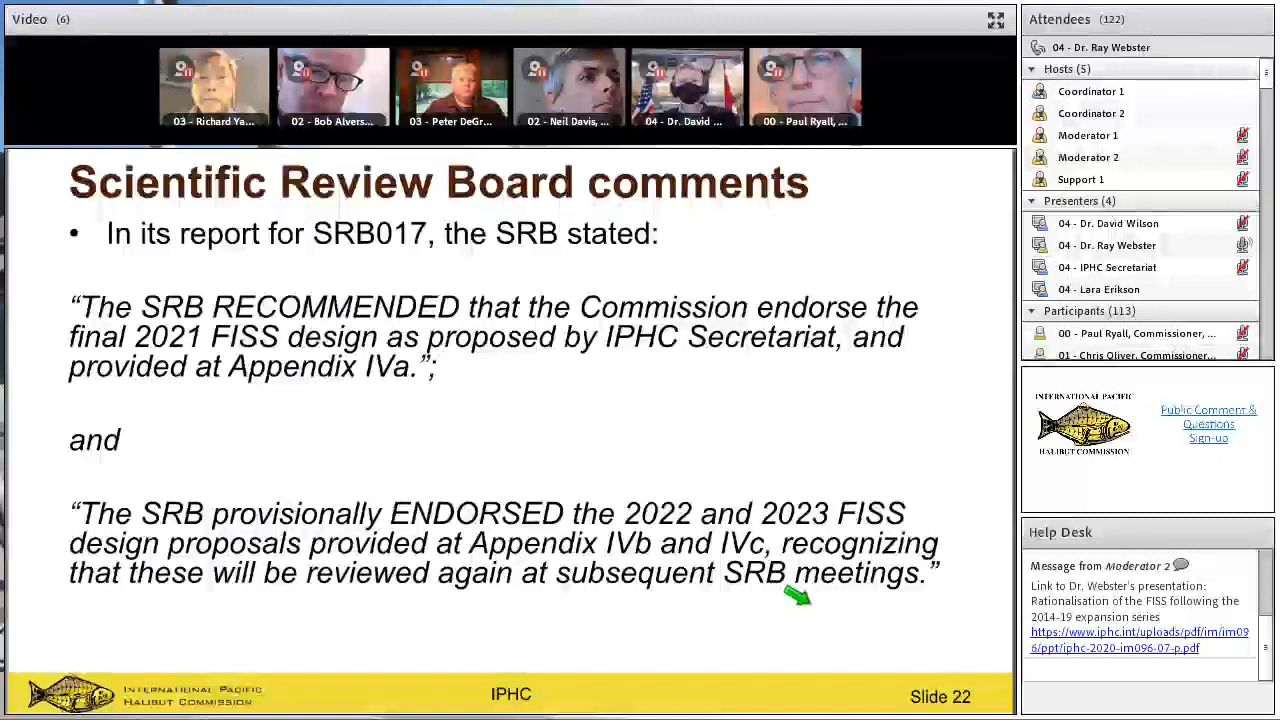 Video (6)
03 - Richard Ya...
02 - Bob Alvers...
03 - Peter DeGr...
02 - Neil Davis, ...
04 - Dr. David ...
00 - Paul Ryall, ...
Scientific Review Board comments
• In its report for SRB017, the SRB stated:
“The SRB RECOMMENDED that the Commission endorse the
final 2021 FISS design as proposed by IPHC Secretariat, and
provided at Appendix IVa.”;
and
“The SRB provisionally ENDORSED the 2022 and 2023 FISS
design proposals provided at Appendix IVb and IVc, recognizing
that these will be reviewed again at subsequent SRB meetings.”
INTERNATIONAL PACIFIC
HALIBUT COMMISSION
IPHC
Slide 22
Attendees (122)
04 - Dr. Ray Webster
Hosts (5)
Coordinator 1
Coordinator 2
Moderator 1
Moderator 2
Support 1
Presenters (4)
04 - Dr. David Wilson
04 - Dr. Ray Webster
04 - IPHC Secretariat
04 - Lara Erikson
Participants (113)
00 - Paul Ryall, Commissioner, ...
01 - Chris Oliver, Commissioner...
INTERNATIONAL PACIFIC
HALIBUT COMMISSION
Public Comment &
Questions
Sign-up
Help Desk
Message from Moderator 2
Link to Dr. Webster's presentation:
Rationalisation of the FISS following the
2014-19 expansion series
https://www.iphc.int/uploads/pdf/im/im09
6/ppt/iphc-2020-im096-07-p.pdf